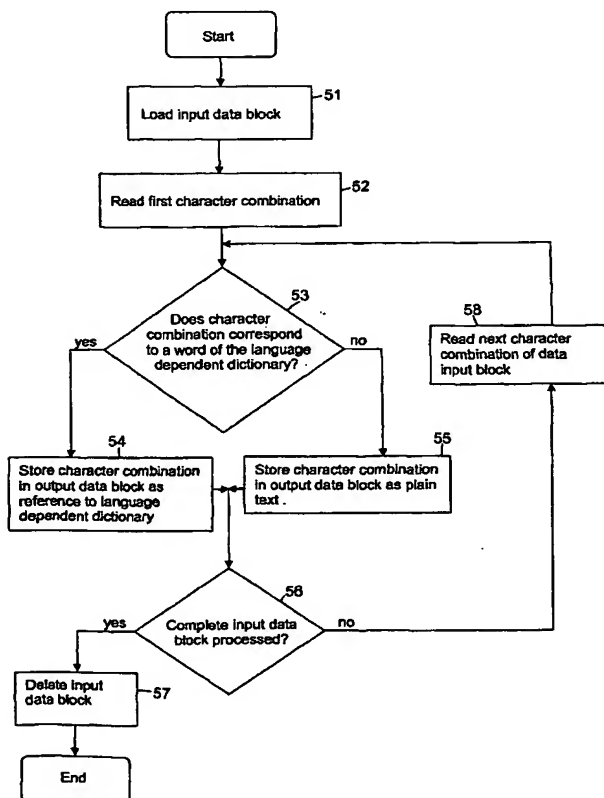 Start
51
Load input data
block
52
Read first character combination
53
Does character
combination correspond
to a word of the language
dependent dictionary?
yes
no
58
Read next character
combination of data
input block
54
Store character combination
in output data block as
reference to language
dependent dictionary
55
Store character combination
in output data block as plain
text.
56
Complete input data
block processed?
yes
no
Delete input
data block
57
End